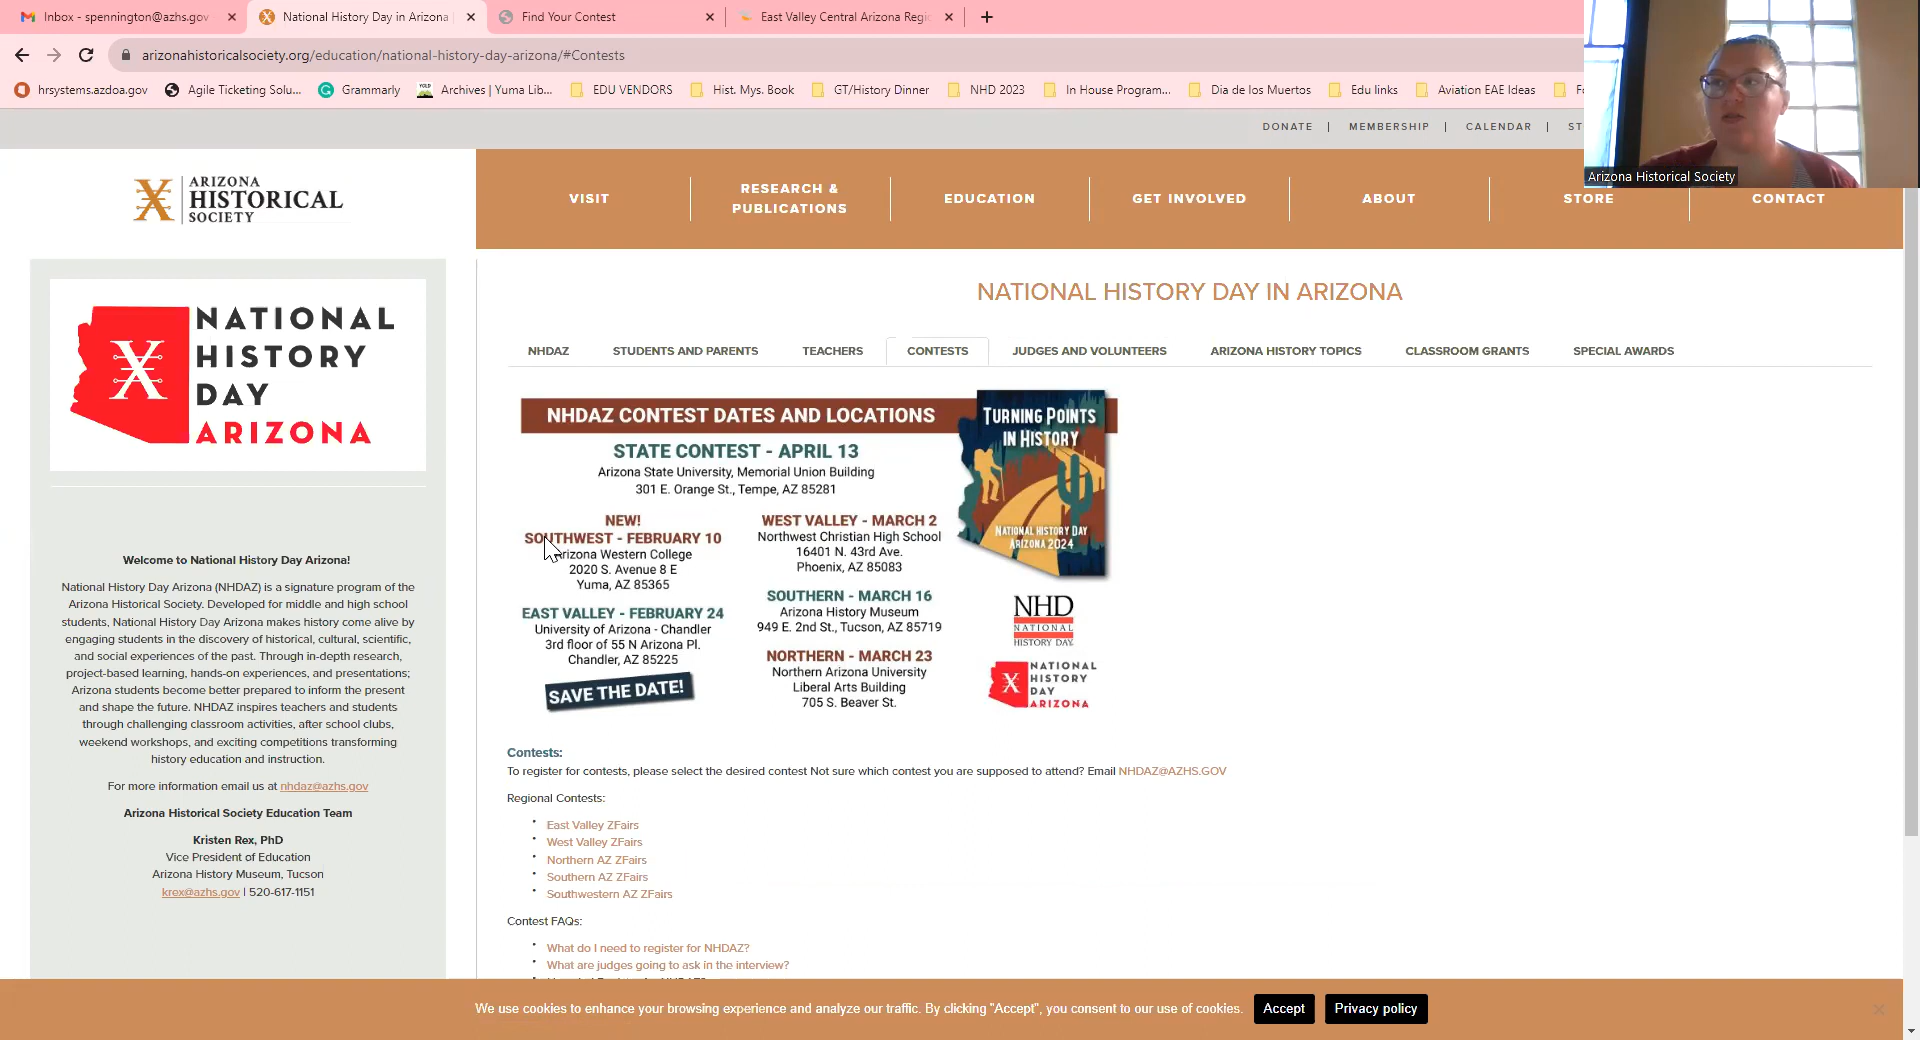 Inbox - spennington@azhs.gov
National History Day in Arizona
Find Your Contest
East Valley Central Arizona Regi
arizonahistoricalsociety.org/education/national-history-day-arizona/#Contests
hrsystems.azdoa.gov
Agile Ticketing Solu...
Grammarly
Archives | Yuma Lib...
EDU VENDORS
Hist. Mys. Book
GT/History Dinner
NHD 2023
In House Program...
Dia de los Muertos
Edu links
Aviation EAE Ideas
DONATE | MEMBERSHIP | CALENDAR | ST
Arizona Historical Society
ARIZONA
HISTORICAL
SOCIETY
VISIT
RESEARCH &
PUBLICATIONS
EDUCATION
GET INVOLVED
ABOUT
STORE
CONTACT
NATIONAL
HISTORY
DAY
ARIZONA
Welcome to National History Day Arizona!
National History Day Arizona (NHDAZ) is a signature program of the
Arizona Historical Society. Developed for middle and high school
students, National History Day Arizona makes history come alive by
engaging students in the discovery of historical, cultural, scientific,
and social experiences of the past. Through in-depth research,
project-based learning, hands-on experiences, and presentations;
Arizona students become better prepared to inform the present
and shape the future. NHDAZ inspires teachers and students
through challenging classroom activities, after school clubs,
weekend workshops, and exciting competitions transforming
history education and instruction.
For more information email us at nhdaz@azhs.gov
Arizona Historical Society Education Team
Kristen Rex, PhD
Vice President of Education
Arizona History Museum, Tucson
krex@azhs.gov | 520-617-1151
NATIONAL HISTORY DAY IN ARIZONA
NHDAZ
STUDENTS AND PARENTS
TEACHERS
CONTESTS
JUDGES AND VOLUNTEERS
ARIZONA HISTORY TOPICS
CLASSROOM GRANTS
SPECIAL AWARDS
NHDAZ CONTEST DATES AND LOCATIONS
STATE CONTEST - APRIL 13
Arizona State University, Memorial Union Building
301 E. Orange St., Tempe, AZ 85281
NEW!
SOUTHWEST - FEBRUARY 10
Arizona Western College
2020 S. Avenue 8 E
Yuma, AZ 85365
EAST VALLEY - FEBRUARY 24
University of Arizona - Chandler
3rd floor of 55 N Arizona Pl.
Chandler, AZ 85225
SAVE THE DATE!
WEST VALLEY - MARCH 2
Northwest Christian High School
16401 N. 43rd Ave.
Phoenix, AZ 85083
SOUTHERN - MARCH 16
Arizona History Museum
949 E. 2nd St., Tucson, AZ 85719
NORTHERN - MARCH 23
Northern Arizona University
Liberal Arts Building
705 S. Beaver St.
TURNING POINTS
IN HISTORY
NATIONAL HISTORY DAY
ARIZONA 2024
NHD
NATIONAL
HISTORY DAY
NATIONAL
HISTORY
DAY
ARIZONA
Contests:
To register for contests, please select the desired contest Not sure which contest you are supposed to attend? Email NHDAZ@AZHS.GOV
Regional Contests:
East Valley ZFairs
West Valley ZFairs
Northern AZ ZFairs
Southern AZ ZFairs
Southwestern AZ ZFairs
Contest FAQs:
What do I need to register for NHDAZ?
What are judges going to ask in the interview?
We use cookies to enhance your browsing experience and analyze our traffic. By clicking "Accept", you consent to our use of cookies.
Accept
Privacy policy